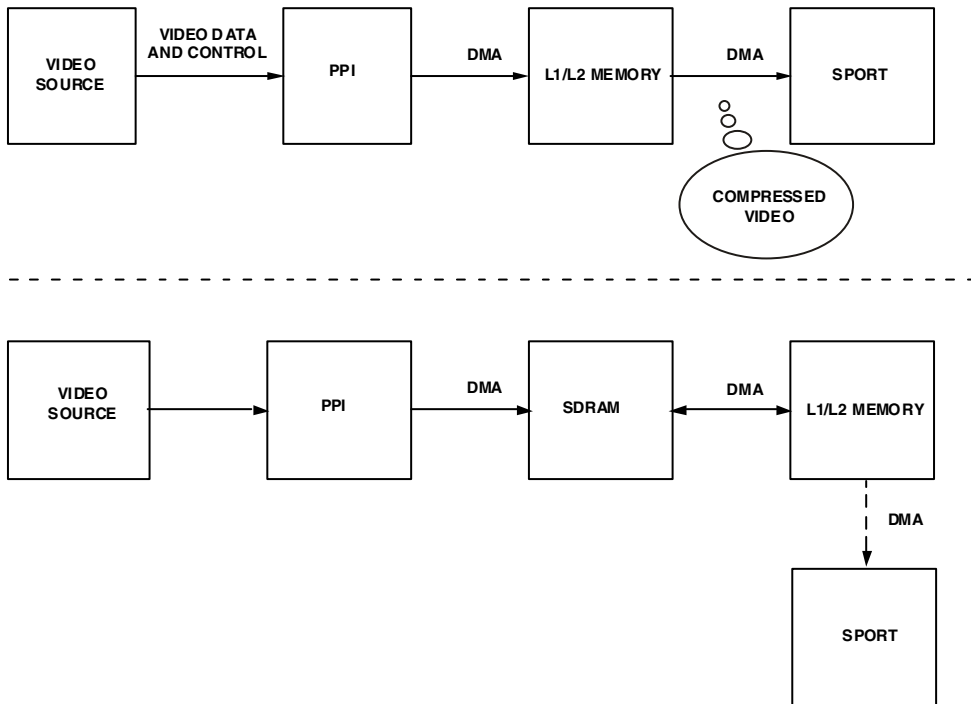 VIDEO DATA
AND CONTROL
VIDEO
SOURCE
PPI
DMA
L1/L2 MEMORY
DMA
SPORT
COMPRESSED
VIDEO
VIDEO
SOURCE
PPI
DMA
SDRAM
DMA
L1/L2 MEMORY
DMA
SPORT